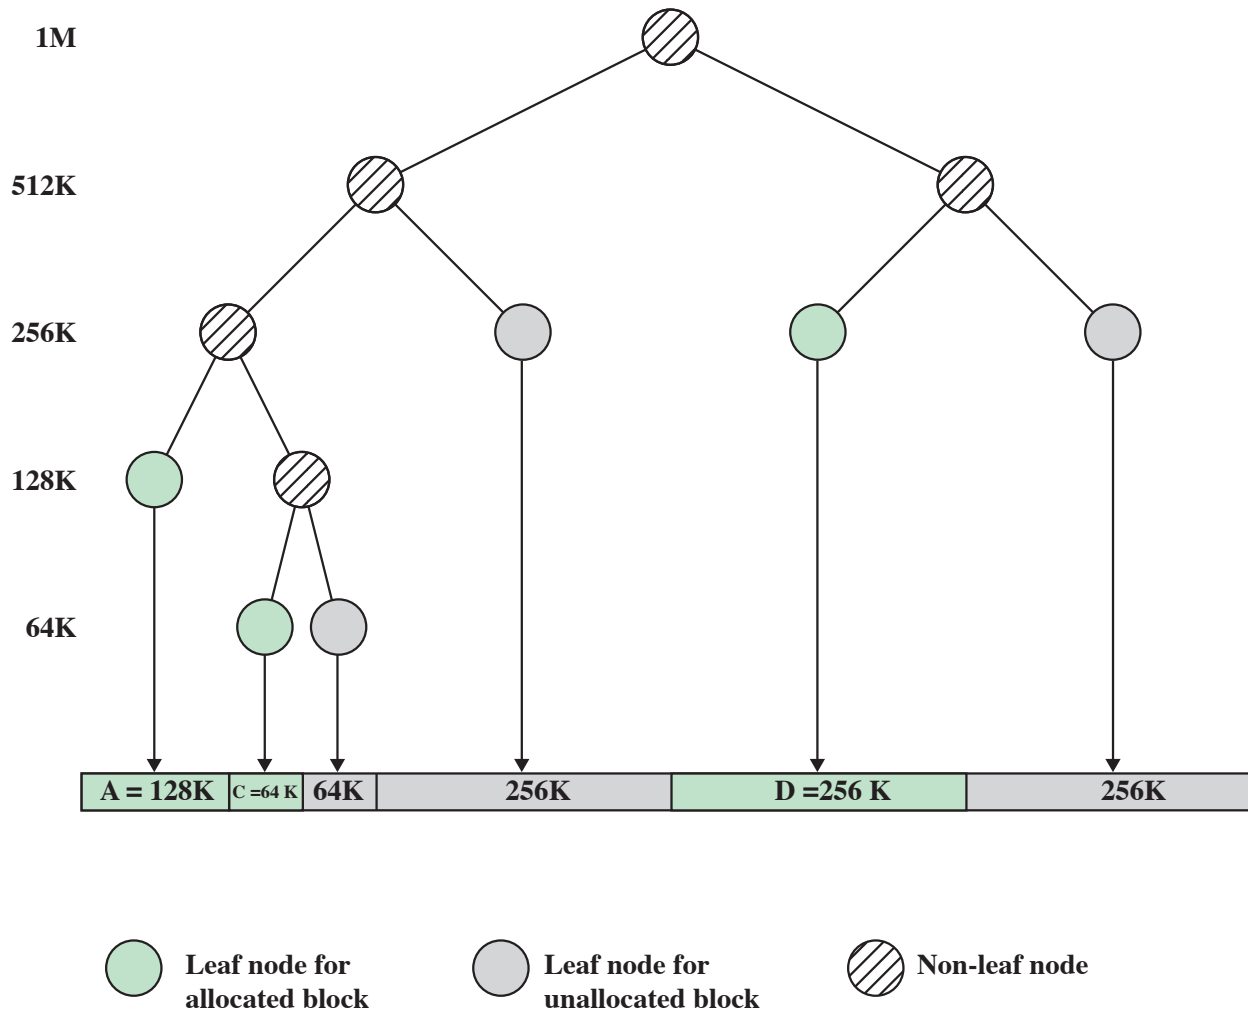 1M
512K
256K
128K
64K
A = 128K
C =64 K
64K
256K
D =256 K
256K
Leaf node for
allocated block
Leaf node for
unallocated block
Non-leaf node